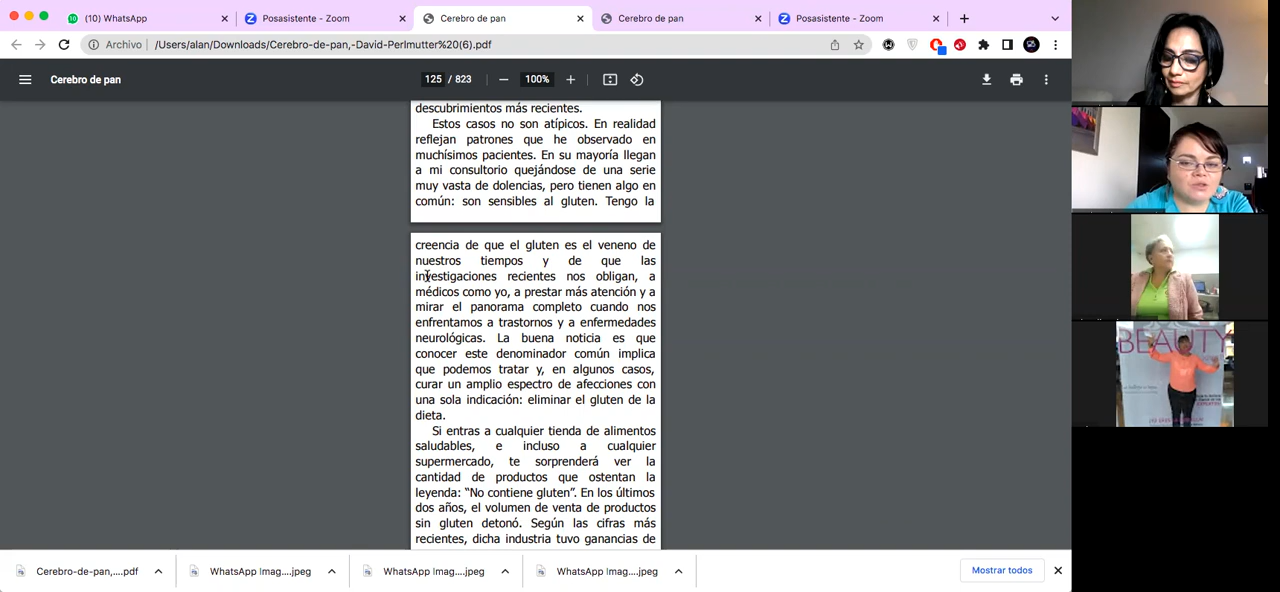 (10) WhatsApp
Posasistente - Zoom
Cerebro de pan
Cerebro de pan
Posasistente - Zoom
Archivo
/Users/alan/Downloads/Cerebro-de-pan,-David-Perlmutter%20(6).pdf
Cerebro de pan
125 / 823
100%
descubrimientos más recientes.
Estos casos no son atípicos. En realidad
reflejan patrones que he observado en
muchísimos pacientes. En su mayoría llegan
a mi consultorio quejándose de una serie
muy vasta de dolencias, pero tienen algo en
común: son sensibles al gluten. Tengo la
creencia de que el gluten es el veneno de
nuestros tiempos y de que las
investigaciones recientes nos obligan, a
médicos como yo, a prestar más atención y a
mirar el panorama completo cuando nos
enfrentamos a trastornos y a enfermedades
neurológicas. La buena noticia es que
conocer este denominador común implica
que podemos tratar y, en algunos casos,
curar un amplio espectro de afecciones con
una sola indicación: eliminar el gluten de la
dieta.
Si entras a cualquier tienda de alimentos
saludables, e incluso a cualquier
supermercado, te sorprenderá ver la
cantidad de productos que ostentan la
leyenda: “No contiene gluten”. En los últimos
dos años, el volumen de venta de productos
sin gluten detonó. Según las cifras más
recientes, dicha industria tuvo ganancias de
BEAUTY
Cerebro-de-pan,....pdf
WhatsApp Imag....jpeg
WhatsApp Imag....jpeg
WhatsApp Imag....jpeg
Mostrar todos